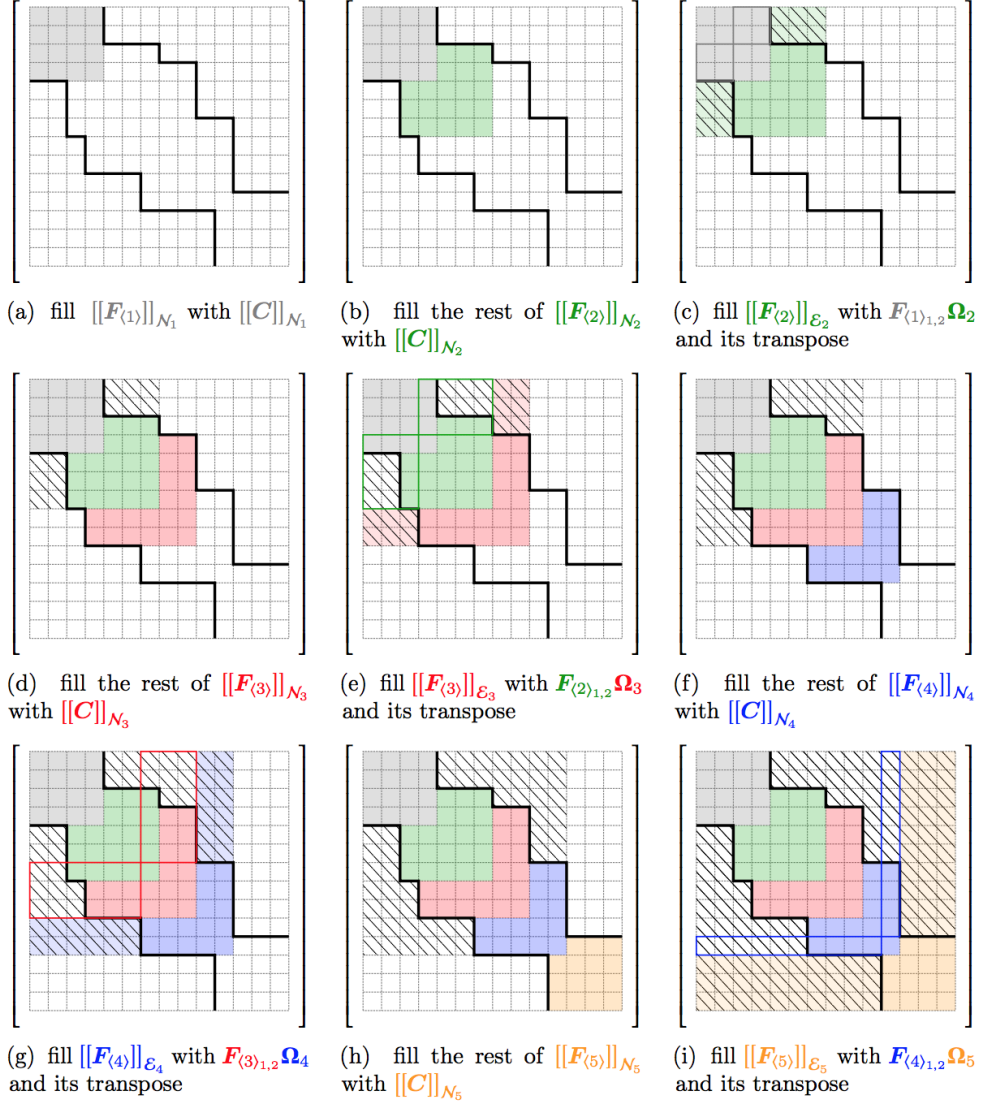 (a) fill [[F⟨1⟩]]𝒩₁ with [[C]]𝒩₁
(b) fill the rest of [[F⟨2⟩]]𝒩₂
with [[C]]𝒩₂
(c) fill [[F⟨2⟩]]ℰ₂ with F⟨1⟩₁,₂Ω₂
and its transpose
(d) fill the rest of [[F⟨3⟩]]𝒩₃
with [[C]]𝒩₃
(e) fill [[F⟨3⟩]]ℰ₃ with F⟨2⟩₁,₂Ω₃
and its transpose
(f) fill the rest of [[F⟨4⟩]]𝒩₄
with [[C]]𝒩₄
(g) fill [[F⟨4⟩]]ℰ₄ with F⟨3⟩₁,₂Ω₄
and its transpose
(h) fill the rest of [[F⟨5⟩]]𝒩₅
with [[C]]𝒩₅
(i) fill [[F⟨5⟩]]ℰ₅ with F⟨4⟩₁,₂Ω₅
and its transpose